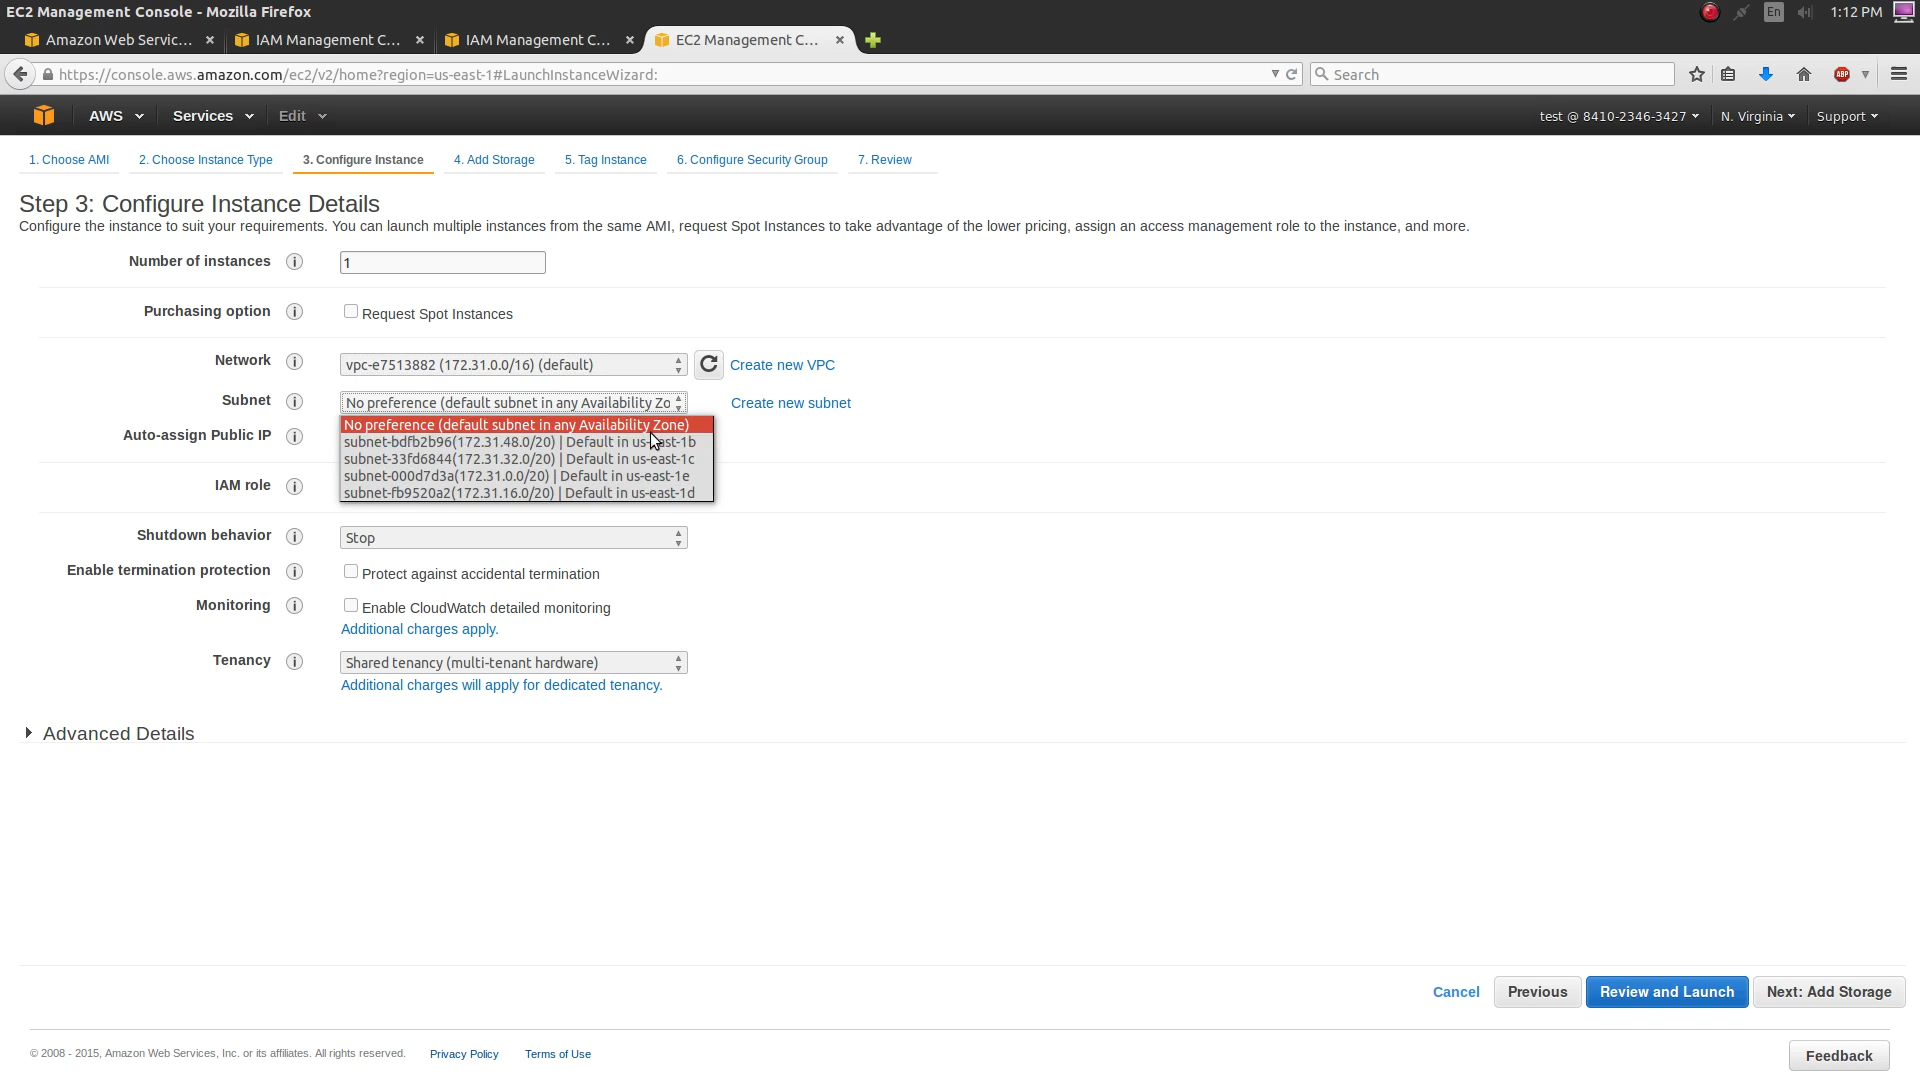 EC2 Management Console - Mozilla Firefox
En 1:12 PM
Amazon Web Servic... × IAM Management C... × IAM Management C... × EC2 Management C... ×
https://console.aws.amazon.com/ec2/v2/home?region=us-east-1#LaunchInstanceWizard:
Search
ABP
AWS Services Edit test @ 8410-2346-3427 N. Virginia Support
1. Choose AMI 2. Choose Instance Type 3. Configure Instance 4. Add Storage 5. Tag Instance 6. Configure Security Group 7. Review
Step 3: Configure Instance Details
Configure the instance to suit your requirements. You can launch multiple instances from the same AMI, request Spot Instances to take advantage of the lower pricing, assign an access management role to the instance, and more.
Number of instances i 1
Purchasing option i Request Spot Instances
Network i vpc-e7513882 (172.31.0.0/16) (default) Create new VPC
Subnet i No preference (default subnet in any Availability Zo Create new subnet
No preference (default subnet in any Availability Zone)
Auto-assign Public IP i
subnet-bdfb2b96(172.31.48.0/20) | Default in us-east-1b
subnet-33fd6844(172.31.32.0/20) | Default in us-east-1c
subnet-000d7d3a(172.31.0.0/20) | Default in us-east-1e
IAM role i
subnet-fb9520a2(172.31.16.0/20) | Default in us-east-1d
Shutdown behavior i Stop
Enable termination protection i Protect against accidental termination
Monitoring i Enable CloudWatch detailed monitoring
Additional charges apply.
Tenancy i Shared tenancy (multi-tenant hardware)
Additional charges will apply for dedicated tenancy.
Advanced Details
Cancel Previous Review and Launch Next: Add Storage
© 2008 - 2015, Amazon Web Services, Inc. or its affiliates. All rights reserved. Privacy Policy Terms of Use
Feedback